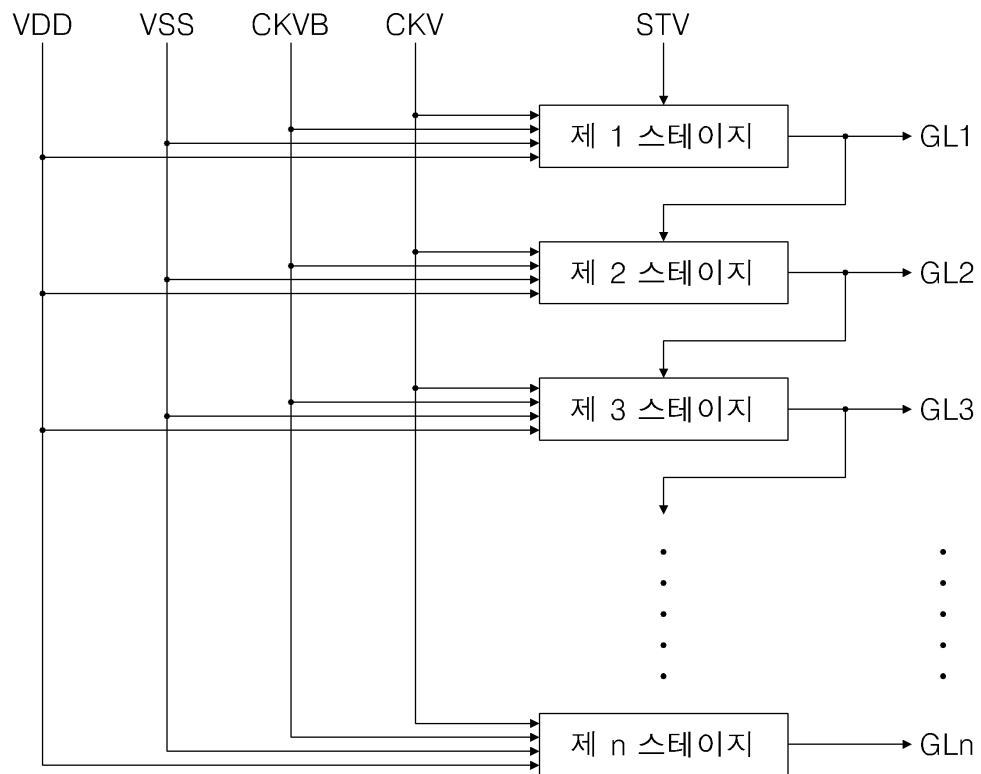 VDD VSS CKVB CKV STV
제 1 스테이지 GL1
제 2 스테이지 GL2
제 3 스테이지 GL3
제 n 스테이지 GLn